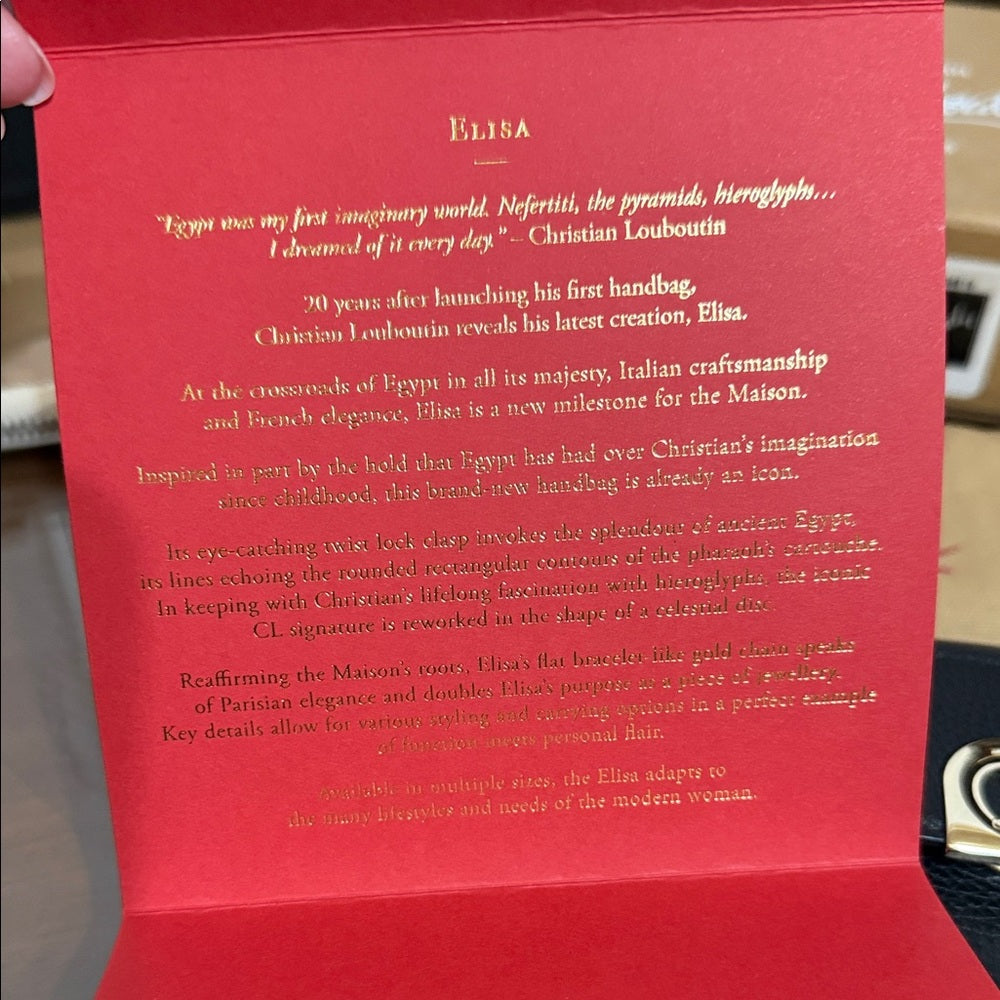 ELISA
"Egypt was my first imaginary world. Nefertiti, the pyramids, hieroglyphs...
I dreamed of it every day." – Christian Louboutin
20 years after launching his first handbag,
Christian Louboutin reveals his latest creation, Elisa.
At the crossroads of Egypt in all its majesty, Italian craftsmanship
and French elegance, Elisa is a new milestone for the Maison.
Inspired in part by the hold that Egypt has had over Christian's imagination
since childhood, this brand-new handbag is already an icon.
Its eye-catching twist lock clasp invokes the splendour of ancient Egypt,
its lines echoing the rounded rectangular contours of the pharaoh's cartouche.
In keeping with Christian's lifelong fascination with hieroglyphs, the iconic
CL signature is reworked in the shape of a celestial disc.
Reaffirming the Maison's roots, Elisa's flat bracelet-like gold chain speaks
of Parisian elegance and doubles Elisa's purpose as a piece of jewellery.
Key details allow for various styling and carrying options in a perfect example
of function meets personal flair.
Available in multiple sizes, the Elisa adapts to
the many lifestyles and needs of the modern woman.